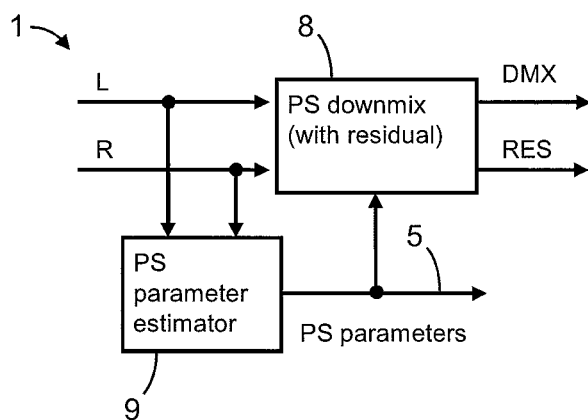 1
8
L
DMX
PS downmix
(with residual)
R
RES
5
PS
parameter
estimator
PS parameters
9